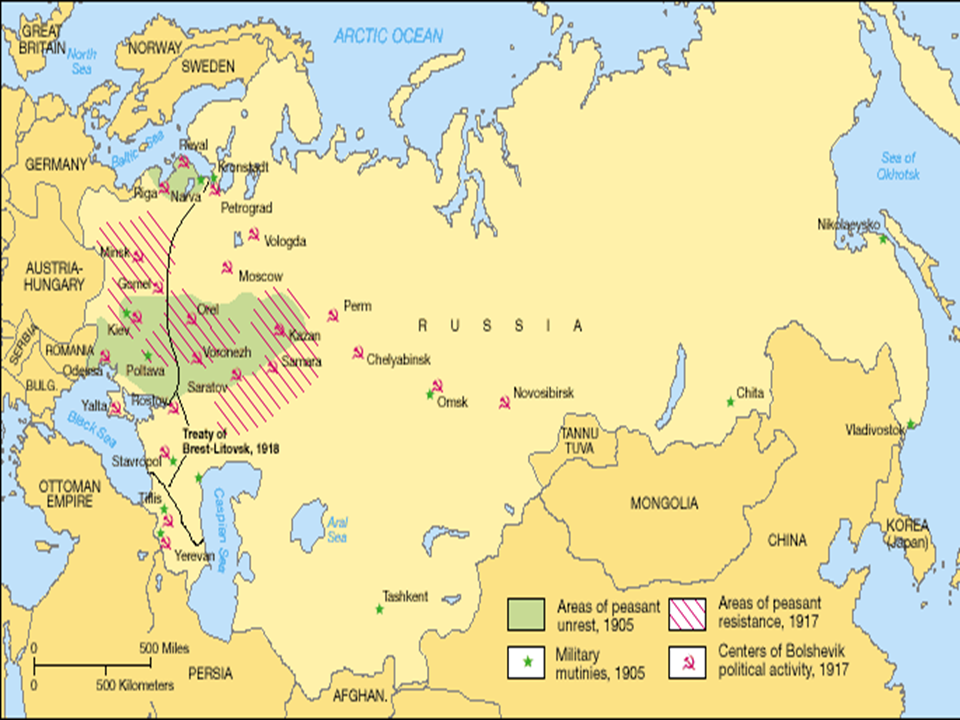 GREAT
BRITAIN
North
Sea
NORWAY
SWEDEN
ARCTIC OCEAN
Baltic Sea
GERMANY
Reval
Kronstadt
Riga
Narva
Petrograd
Vologda
Moscow
Minsk
Gomel
AUSTRIA-
HUNGARY
Orel
Perm
Kiev
Kazan
SERBIA
ROMANIA
Odessa
Poltava
Voronezh
Samara
Chelyabinsk
R U S S I A
Sea of
Okhotsk
Nikolaevsko
BULG.
Saratov
Yalta
Rostov
Omsk
Novosibirsk
Chita
Vladivostok
Black Sea
Treaty of
Brest-Litovsk, 1918
Stavropol
TANNU
TUVA
OTTOMAN
EMPIRE
Tiflis
Caspian Sea
Aral
Sea
MONGOLIA
CHINA
KOREA
(Japan)
Yerevan
Tashkent
PERSIA
AFGHAN.
0
500 Miles
0
500 Kilometers
Areas of peasant
unrest, 1905
Areas of peasant
resistance, 1917
Military
mutinies, 1905
Centers of Bolshevik
political activity, 1917